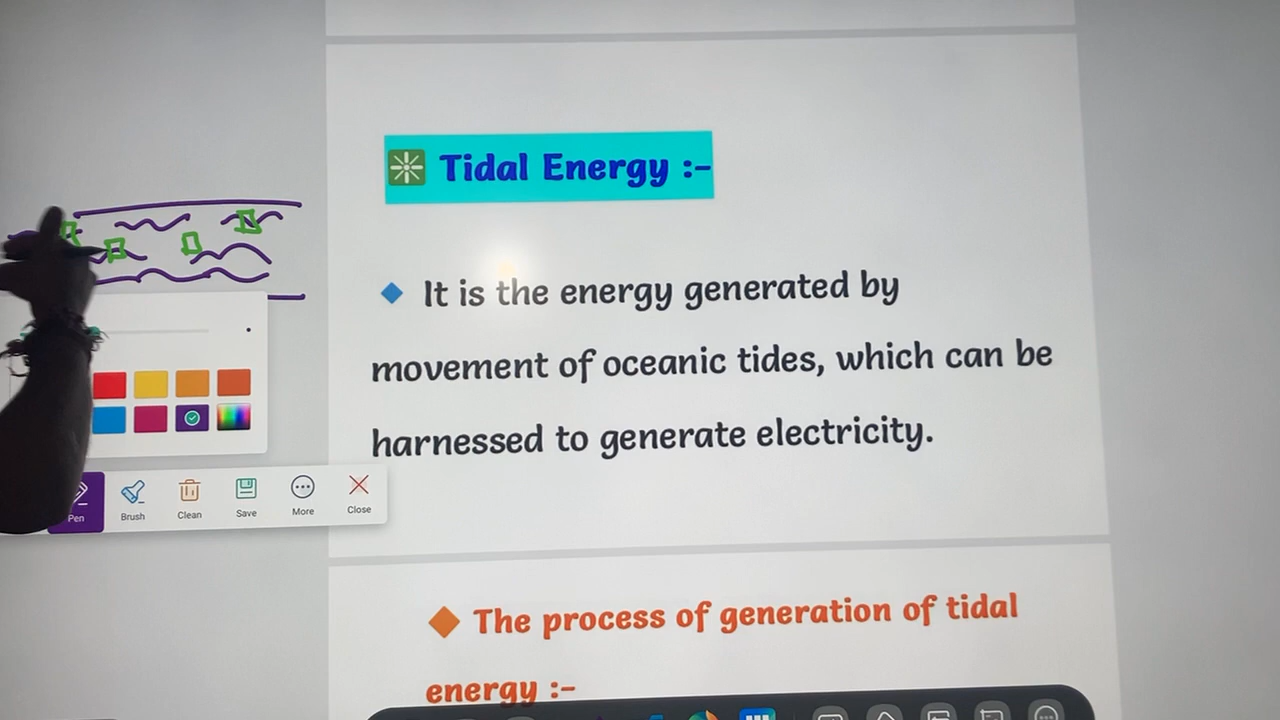 Tidal Energy :-
It is the energy generated by
movement of oceanic tides, which can be
harnessed to generate electricity.
Pen
Brush
Clean
Save
More
Close
The process of generation of tidal
energy :-